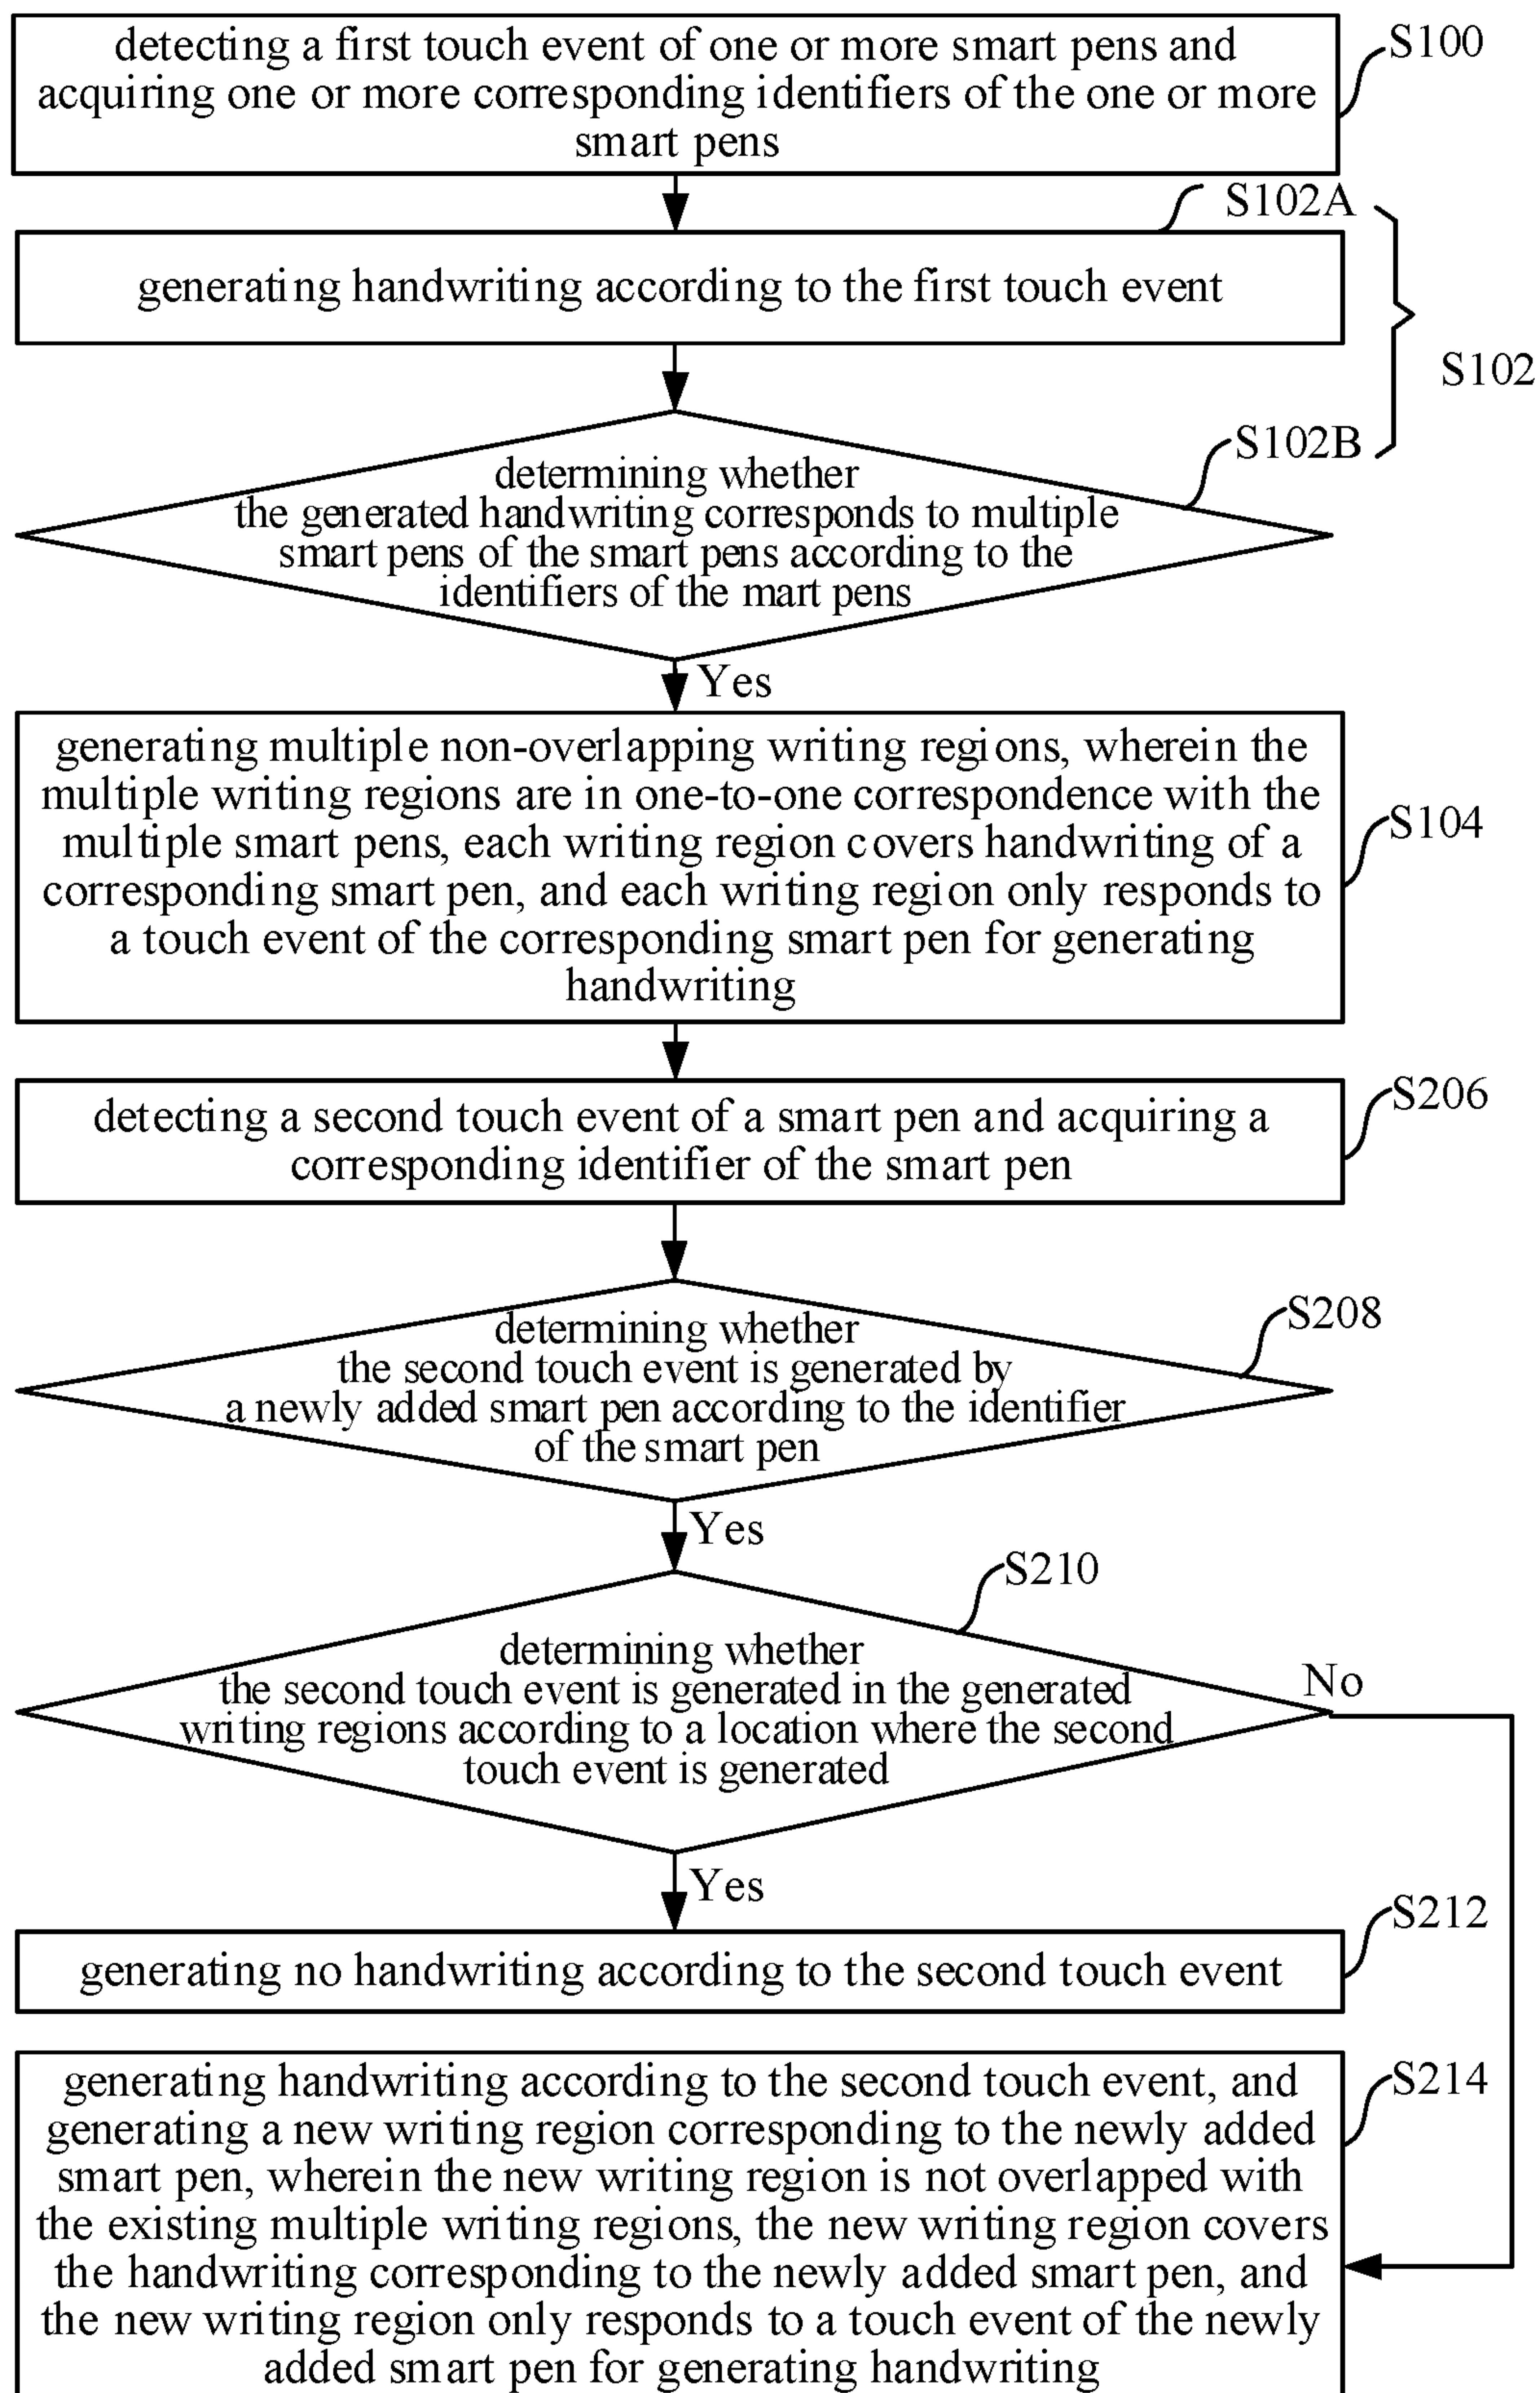 detecting a first touch event of one or more smart pens and
acquiring one or more corresponding identifiers of the one or more
smart pens
S100
S102A
generating handwriting according to the first touch event
S102
S102B
determining whether
the generated handwriting corresponds to multiple
smart pens of the smart pens according to the
identifiers of the mart pens
Yes
generating multiple non-overlapping writing regions, wherein the
multiple writing regions are in one-to-one correspondence with the
multiple smart pens, each writing region covers handwriting of a
corresponding smart pen, and each writing region only responds to
a touch event of the corresponding smart pen for generating
handwriting
S104
detecting a second touch event of a smart pen and acquiring a
corresponding identifier of the smart pen
S206
determining whether
the second touch event is generated by
a newly added smart pen according to the identifier
of the smart pen
S208
Yes
S210
determining whether
the second touch event is generated in the generated
writing regions according to a location where the second
touch event is generated
No
Yes
generating no handwriting according to the second touch event
S212
generating handwriting according to the second touch event, and
generating a new writing region corresponding to the newly added
smart pen, wherein the new writing region is not overlapped with
the existing multiple writing regions, the new writing region covers
the handwriting corresponding to the newly added smart pen, and
the new writing region only responds to a touch event of the newly
added smart pen for generating handwriting
S214